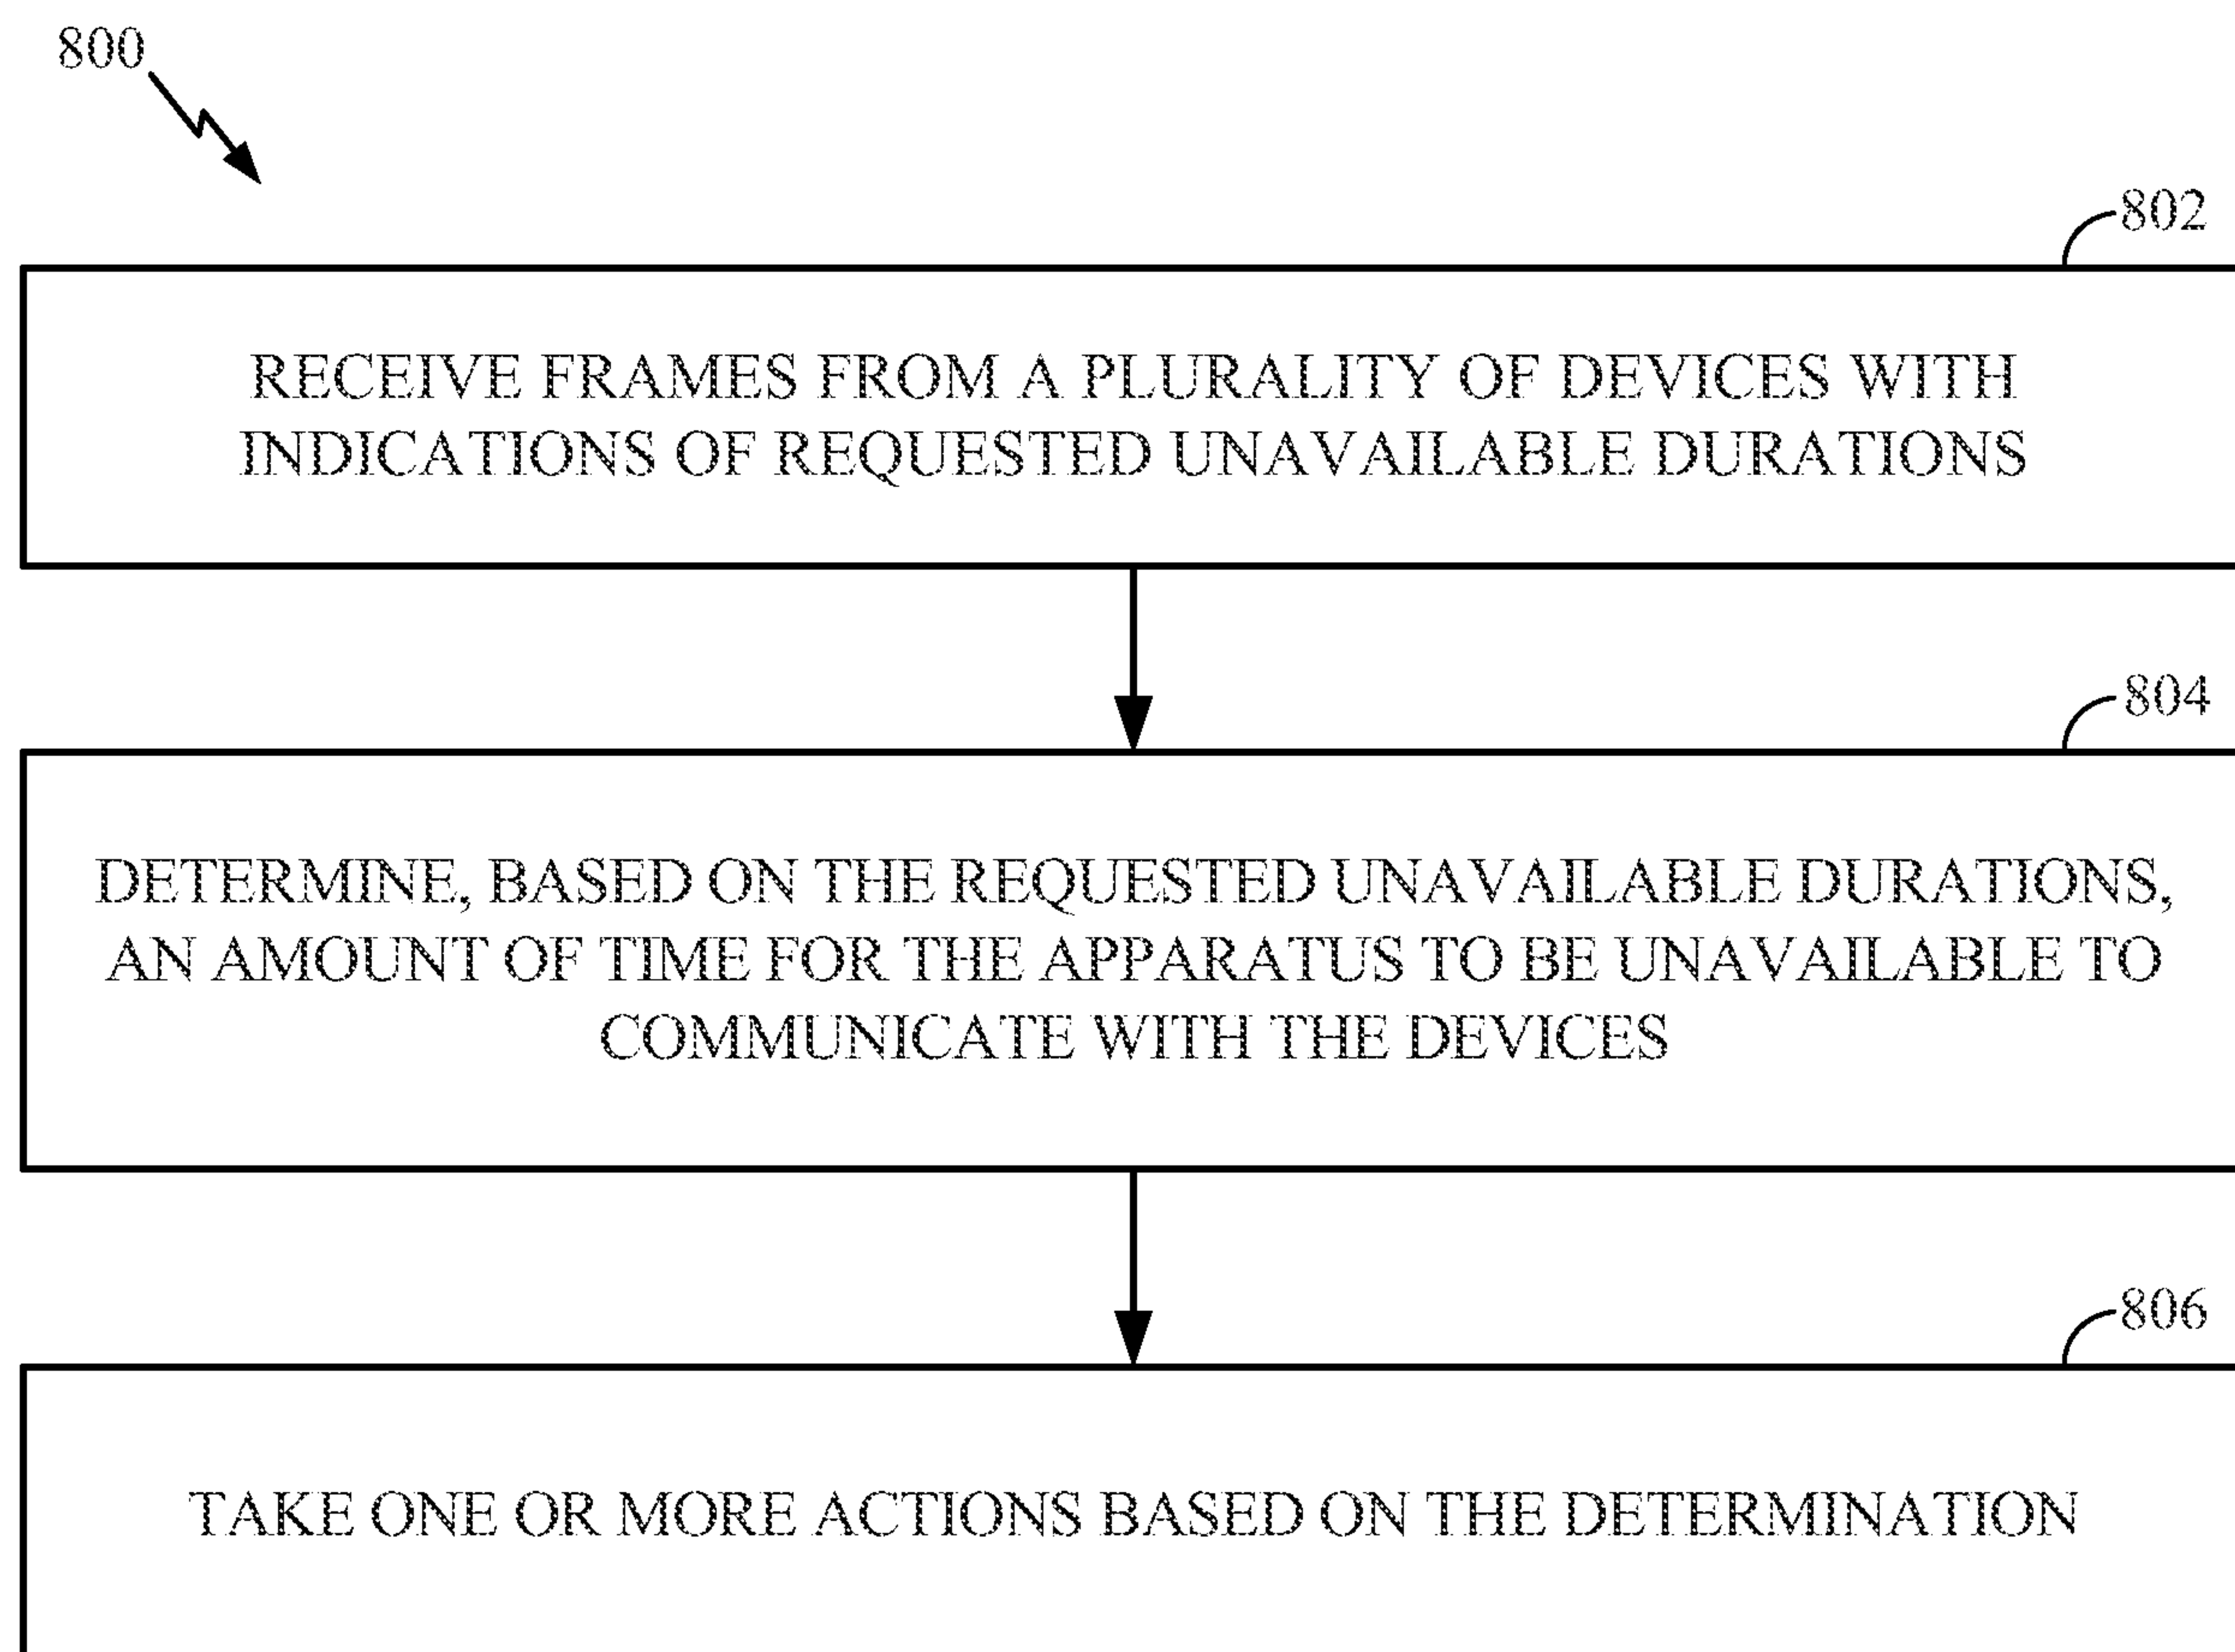 800
802
RECEIVE FRAMES FROM A PLURALITY OF DEVICES WITH
INDICATIONS OF REQUESTED UNAVAILABLE DURATIONS
804
DETERMINE, BASED ON THE REQUESTED UNAVAILABLE DURATIONS,
AN AMOUNT OF TIME FOR THE APPARATUS TO BE UNAVAILABLE TO
COMMUNICATE WITH THE DEVICES
806
TAKE ONE OR MORE ACTIONS BASED ON THE DETERMINATION